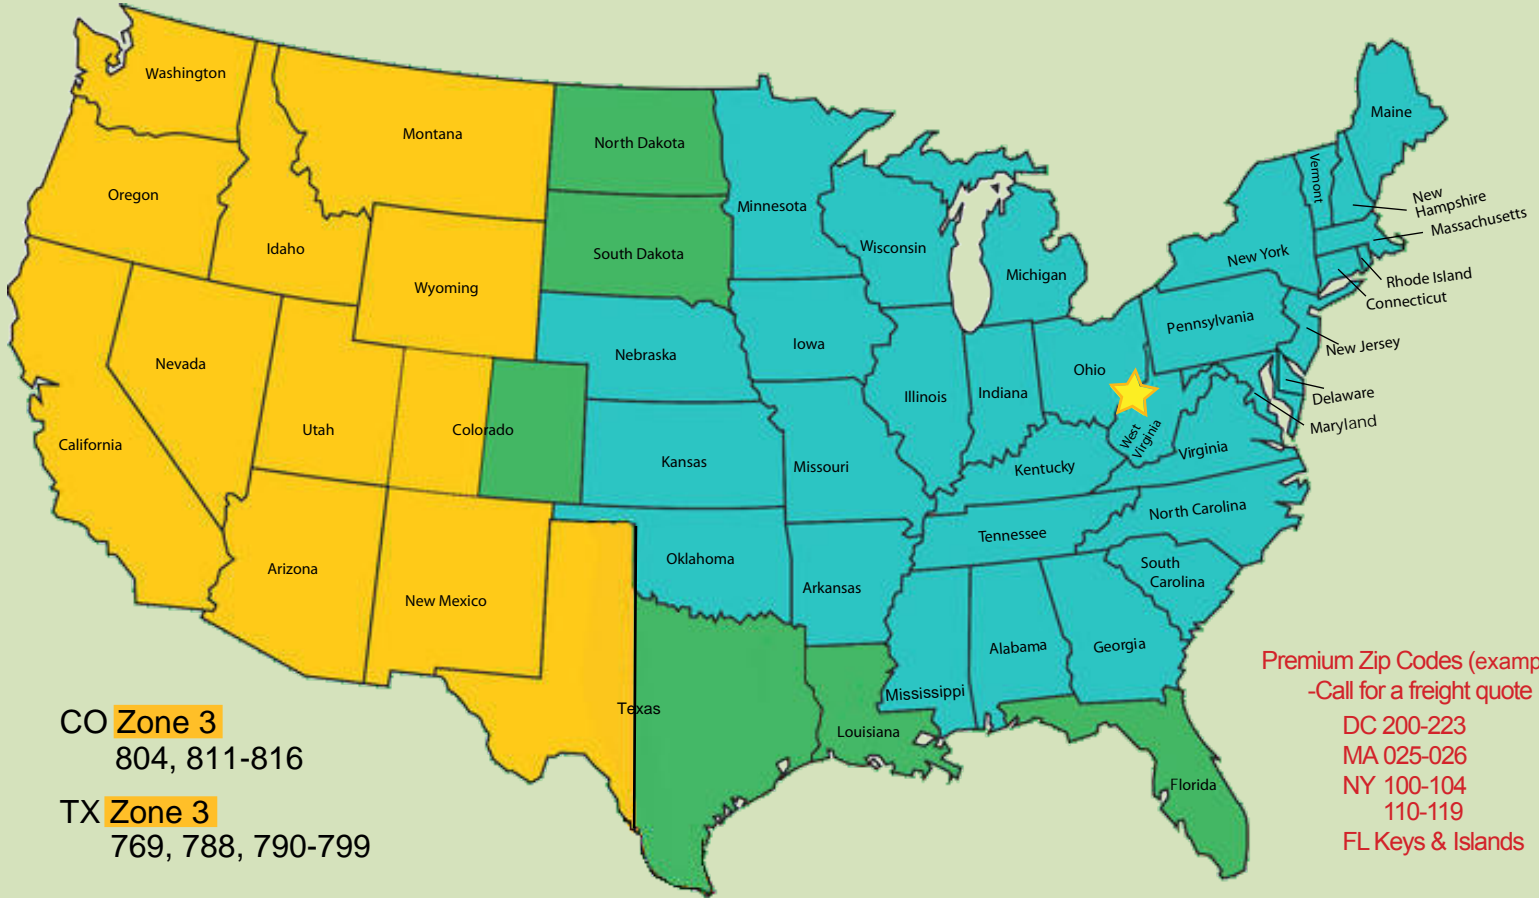 Washington
Montana
North Dakota
Minnesota
Maine
Oregon
Idaho
South Dakota
Wisconsin
Michigan
Vermont
New
Hampshire
Massachusetts
New York
Rhode Island
Connecticut
Wyoming
Nebraska
Iowa
Pennsylvania
New Jersey
Nevada
Illinois
Indiana
Ohio
Delaware
Maryland
California
Utah
Colorado
Kansas
Missouri
Kentucky
West
Virginia
Virginia
Arizona
New Mexico
Oklahoma
Arkansas
Tennessee
North Carolina
South
Carolina
Texas
Louisiana
Mississippi
Alabama
Georgia
Florida
CO Zone 3
804, 811-816
TX Zone 3
769, 788, 790-799
Premium Zip Codes (examp
-Call for a freight quote
DC 200-223
MA 025-026
NY 100-104
110-119
FL Keys & Islands